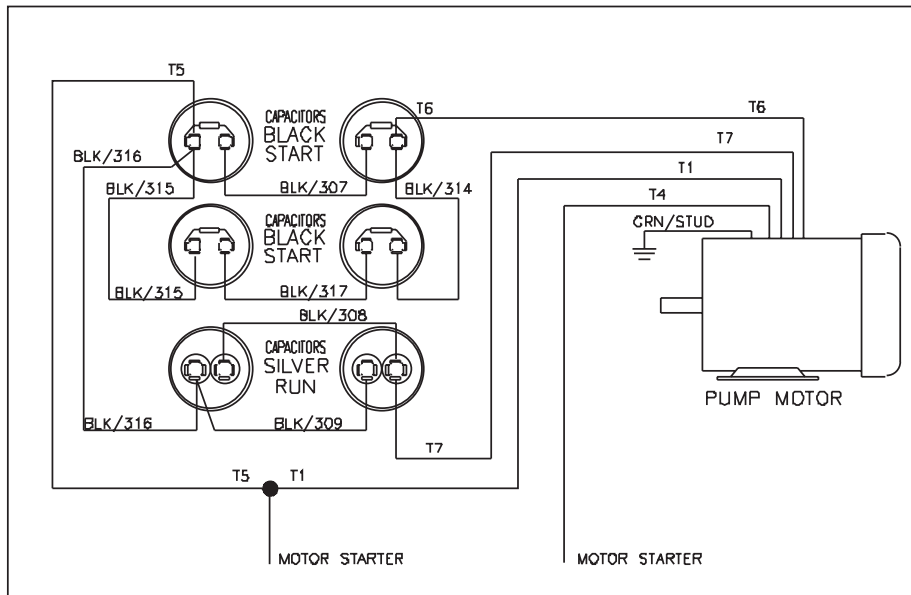 T5
CAPACITORS
BLACK
START
T6
T6
T7
BLK/316
T1
BLK/315
BLK/307
BLK/314
T4
GRN/STUD
CAPACITORS
BLACK
START
BLK/315
BLK/317
BLK/308
CAPACITORS
SILVER
RUN
PUMP MOTOR
BLK/316
BLK/309
T7
T5
T1
MOTOR STARTER
MOTOR STARTER